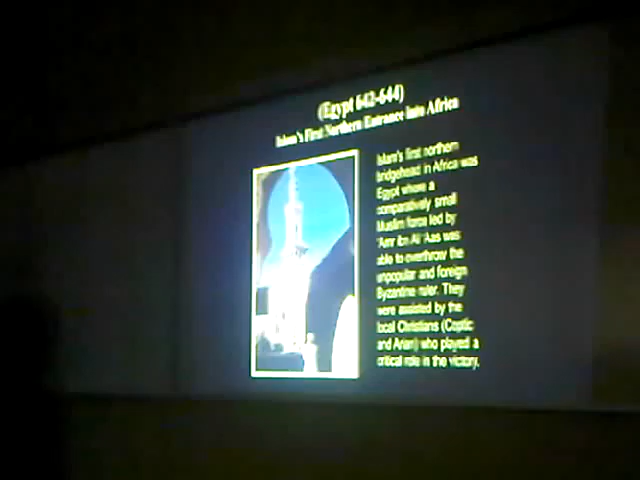 (Egypt 642-644)
Islam's First Northern Entrance into Africa
Islam's first northern
bridgehead in Africa was
Egypt where a
comparatively small
Muslim force led by
'Amr ibn Al 'Aas was
able to overthrow the
unpopular and foreign
Byzantine ruler. They
were assisted by the
local Christians (Coptic
and Arian) who played a
critical role in the victory.